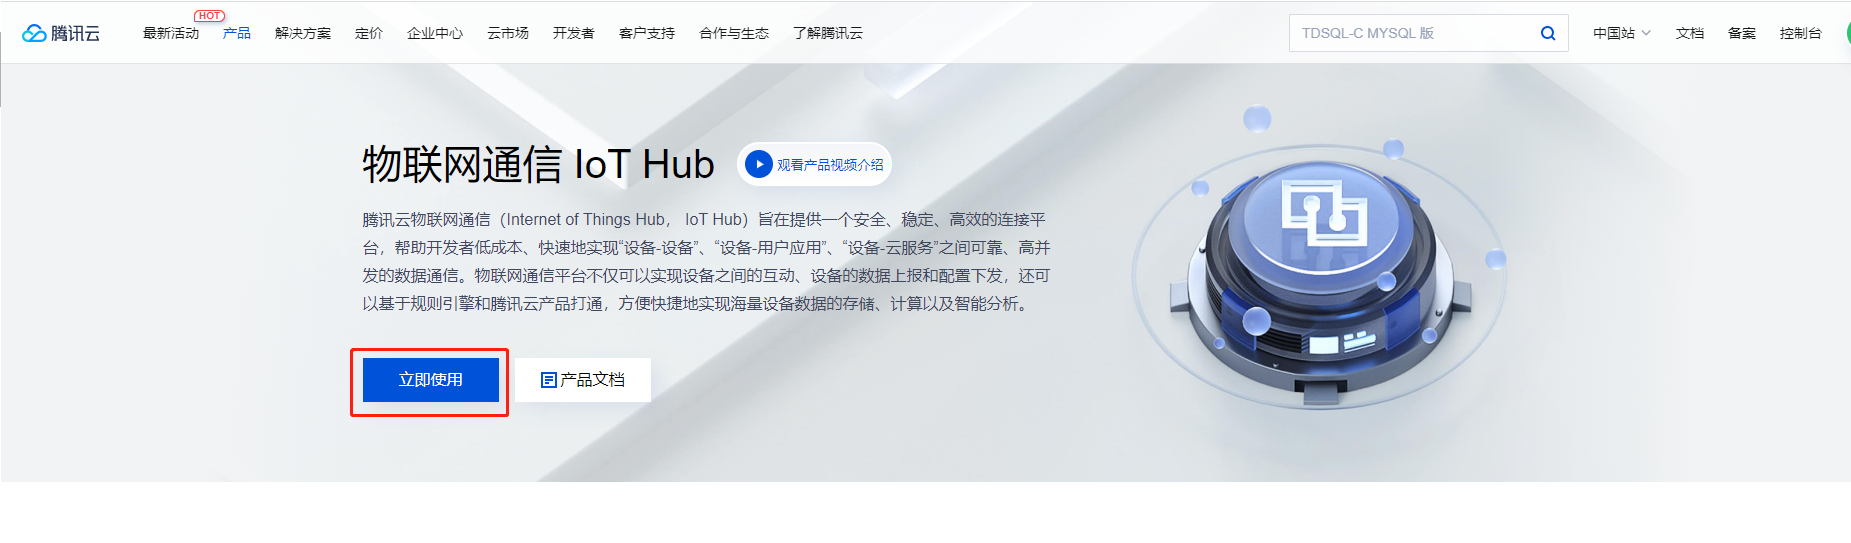 腾讯云
最新活动 HOT 产品 解决方案 定价 企业中心 云市场 开发者 客户支持 合作与生态 了解腾讯云 TDSQL-C MYSQL 版 中国站 文档 备案 控制台
物联网通信 IoT Hub 观看产品视频介绍
腾讯云物联网通信（Internet of Things Hub， IoT Hub）旨在提供一个安全、稳定、高效的连接平
台，帮助开发者低成本、快速地实现“设备-设备”、“设备-用户应用”、“设备-云服务”之间可靠、高并
发的数据通信。物联网通信平台不仅可以实现设备之间的互动、设备的数据上报和配置下发，还可
以基于规则引擎和腾讯云产品打通，方便快捷地实现海量设备数据的存储、计算以及智能分析。
立即使用 产品文档